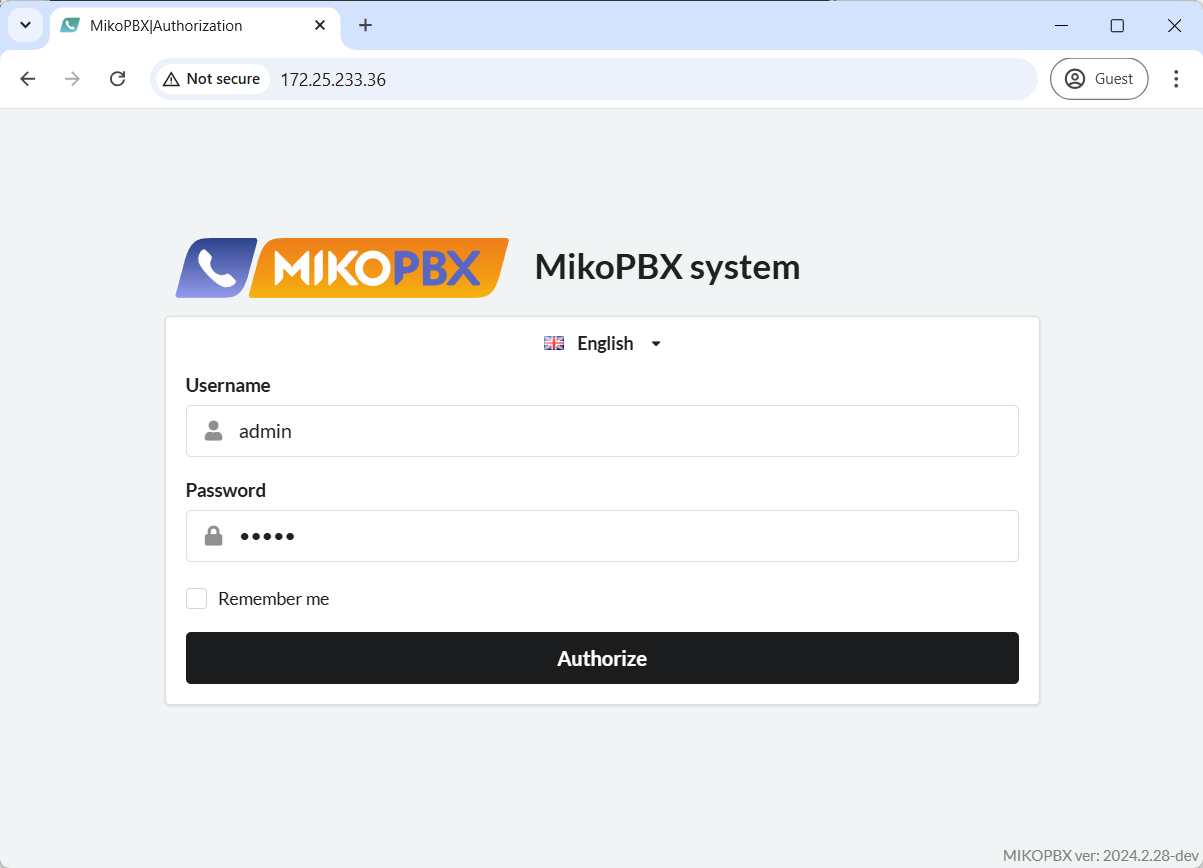 MikoPBX|Authorization
Not secure 172.25.233.36 Guest
MIKOPBX MikoPBX system
English
Username
admin
Password
•••••
Remember me
Authorize
MIKOPBX ver: 2024.2.28-dev